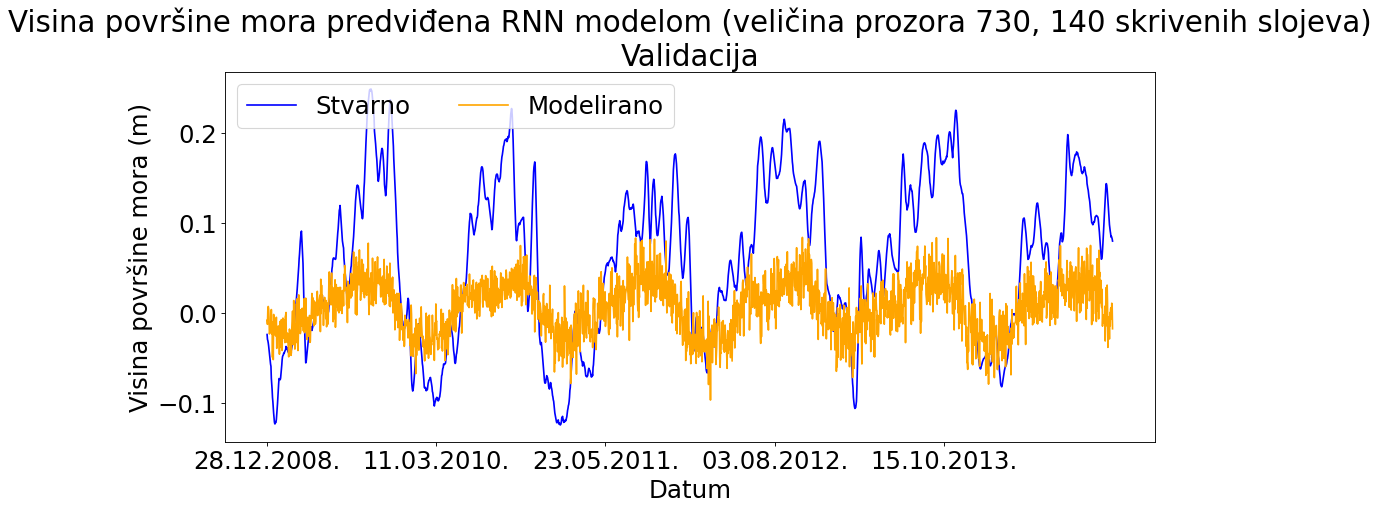 Visina površine mora predviđena RNN modelom (veličina prozora 730, 140 skrivenih slojeva)
Validacija
Stvarno
Modelirano
Visina površine mora (m)
0.2
0.1
0.0
−0.1
28.12.2008.
11.03.2010.
23.05.2011.
03.08.2012.
15.10.2013.
Datum